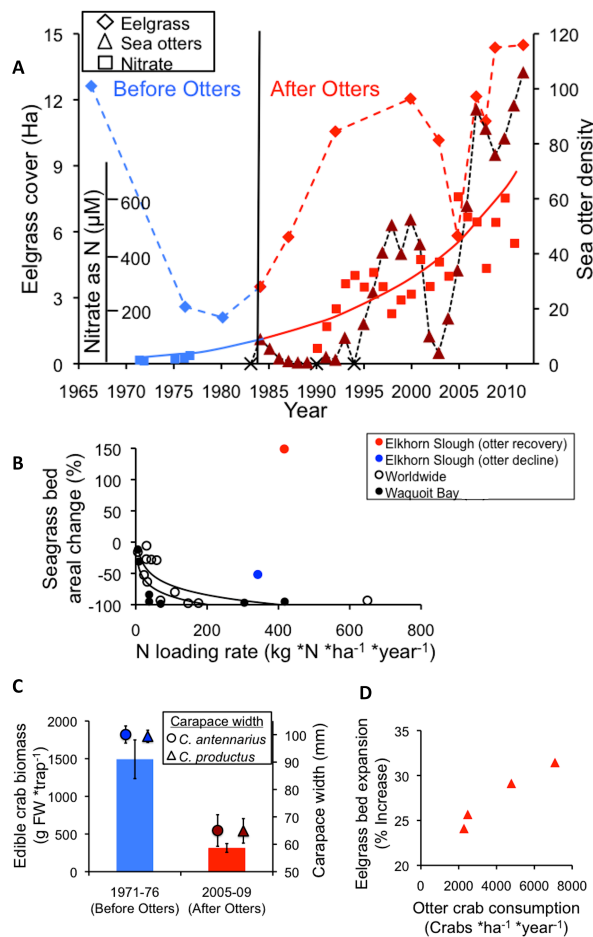 A
Eelgrass
Sea otters
Nitrate
Before Otters
After Otters
Eelgrass cover (Ha)
15
12
9
6
3
0
Nitrate as N (µM)
600
400
200
0
Sea otter density
120
100
80
60
40
20
0
1965 1970 1975 1980 1985 1990 1995 2000 2005 2010
Year
B
Seagrass bed
areal change (%)
150
100
50
0
-50
-100
0 200 400 600 800
N loading rate (kg *N *ha-1 *year-1)
Elkhorn Slough (otter recovery)
Elkhorn Slough (otter decline)
Worldwide
Waquoit Bay
C
Edible crab biomass
(g FW *trap-1)
2000
1500
1000
500
0
Carapace width
C. antennarius
C. productus
Carapace width (mm)
100
90
80
70
60
50
1971-76
(Before Otters)
2005-09
(After Otters)
D
Eelgrass bed expansion
(% Increase)
35
30
25
20
0 2000 4000 6000 8000
Otter crab consumption
(Crabs *ha-1 *year-1)